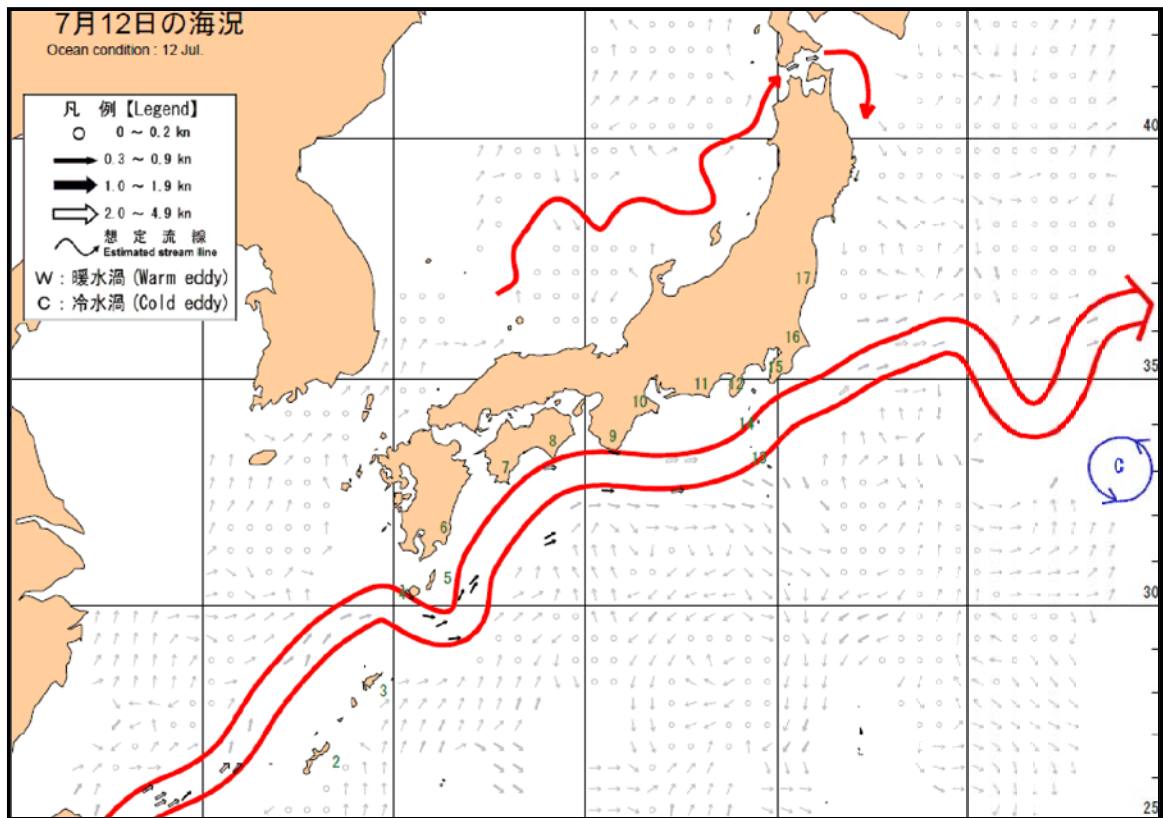 7月12日の海況
Ocean condition : 12 Jul.
凡 例【Legend】
0 ~ 0.2 kn
0.3 ~ 0.9 kn
1.0 ~ 1.9 kn
2.0 ~ 4.9 kn
想 定 流 線
Estimated stream line
W : 暖水渦 (Warm eddy)
C : 冷水渦 (Cold eddy)
40
17
16
35
15
12
11
10
14
9
8
13
7
C
6
5
4
30
3
2
25